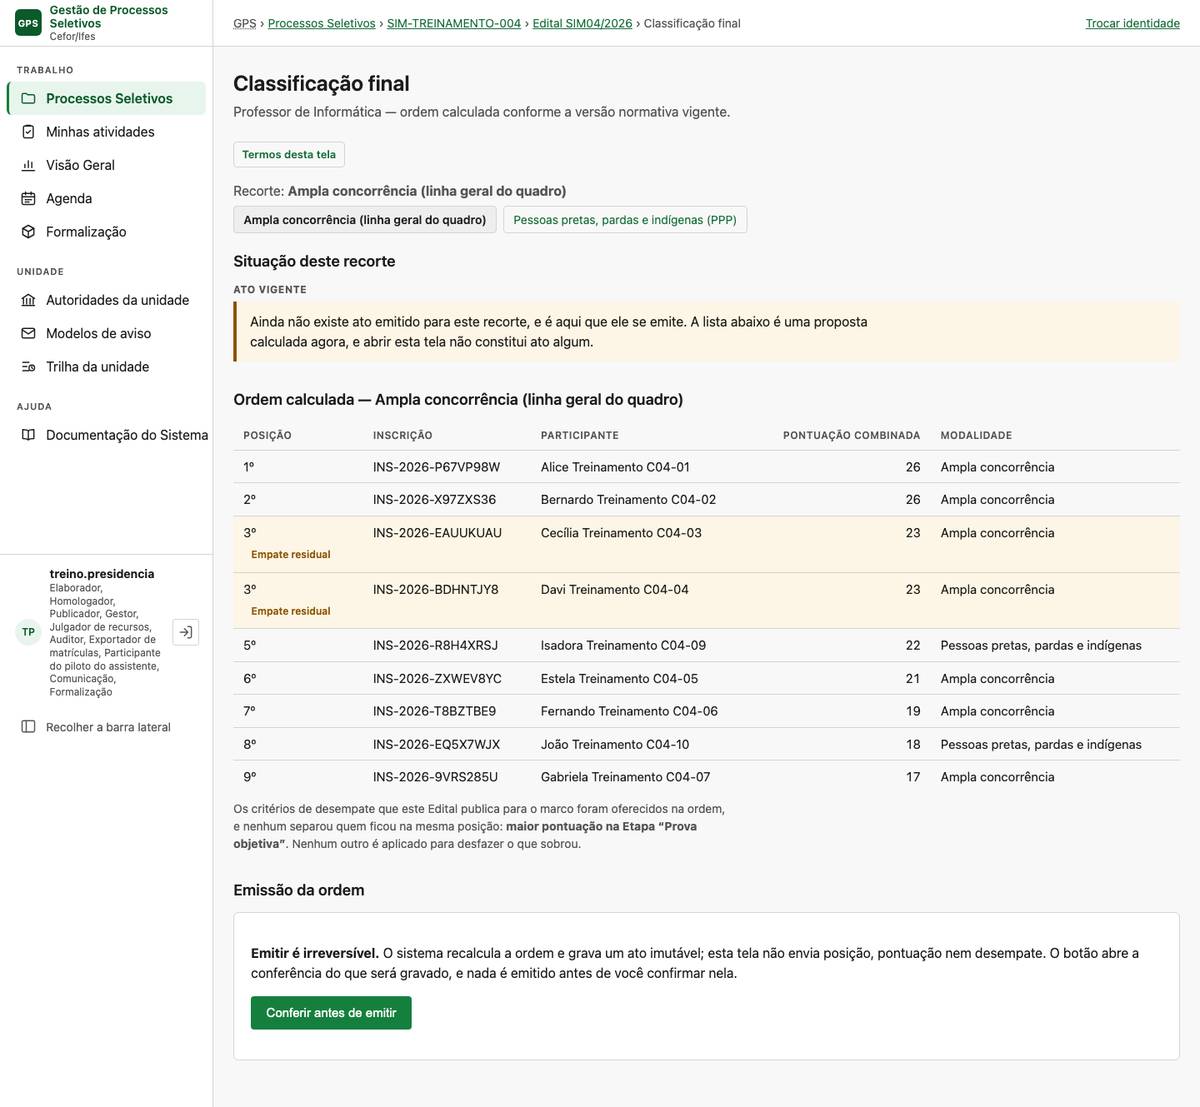 GPS
Gestão de Processos
Seletivos
Cefor/Ifes
GPS › Processos Seletivos › SIM-TREINAMENTO-004 › Edital SIM04/2026 › Classificação final
Trocar identidade
TRABALHO
Processos Seletivos
Minhas atividades
Visão Geral
Agenda
Formalização
UNIDADE
Autoridades da unidade
Modelos de aviso
Trilha da unidade
AJUDA
Documentação do Sistema
TP
treino.presidencia
Elaborador,
Homologador,
Publicador, Gestor,
Julgador de recursos,
Auditor, Exportador de
matrículas, Participante
do piloto do assistente,
Comunicação,
Formalização
Recolher a barra lateral
Classificação final
Professor de Informática — ordem calculada conforme a versão normativa vigente.
Termos desta tela
Recorte: Ampla concorrência (linha geral do quadro)
Ampla concorrência (linha geral do quadro) Pessoas pretas, pardas e indígenas (PPP)
Situação deste recorte
ATO VIGENTE
Ainda não existe ato emitido para este recorte, e é aqui que ele se emite. A lista abaixo é uma proposta
calculada agora, e abrir esta tela não constitui ato algum.
Ordem calculada — Ampla concorrência (linha geral do quadro)
POSIÇÃO INSCRIÇÃO PARTICIPANTE PONTUAÇÃO COMBINADA MODALIDADE
1º INS-2026-P67VP98W Alice Treinamento C04-01 26 Ampla concorrência
2º INS-2026-X97ZXS36 Bernardo Treinamento C04-02 26 Ampla concorrência
3º INS-2026-EAUUKUAU Cecília Treinamento C04-03 23 Ampla concorrência
Empate residual
3º INS-2026-BDHNTJY8 Davi Treinamento C04-04 23 Ampla concorrência
Empate residual
5º INS-2026-R8H4XRSJ Isadora Treinamento C04-09 22 Pessoas pretas, pardas e indígenas
6º INS-2026-ZXWEV8YC Estela Treinamento C04-05 21 Ampla concorrência
7º INS-2026-T8BZTBE9 Fernando Treinamento C04-06 19 Ampla concorrência
8º INS-2026-EQ5X7WJX João Treinamento C04-10 18 Pessoas pretas, pardas e indígenas
9º INS-2026-9VRS285U Gabriela Treinamento C04-07 17 Ampla concorrência
Os critérios de desempate que este Edital publica para o marco foram oferecidos na ordem,
e nenhum separou quem ficou na mesma posição: maior pontuação na Etapa “Prova
objetiva”. Nenhum outro é aplicado para desfazer o que sobrou.
Emissão da ordem
Emitir é irreversível. O sistema recalcula a ordem e grava um ato imutável; esta tela não envia posição, pontuação nem desempate. O botão abre a
conferência do que será gravado, e nada é emitido antes de você confirmar nela.
Conferir antes de emitir